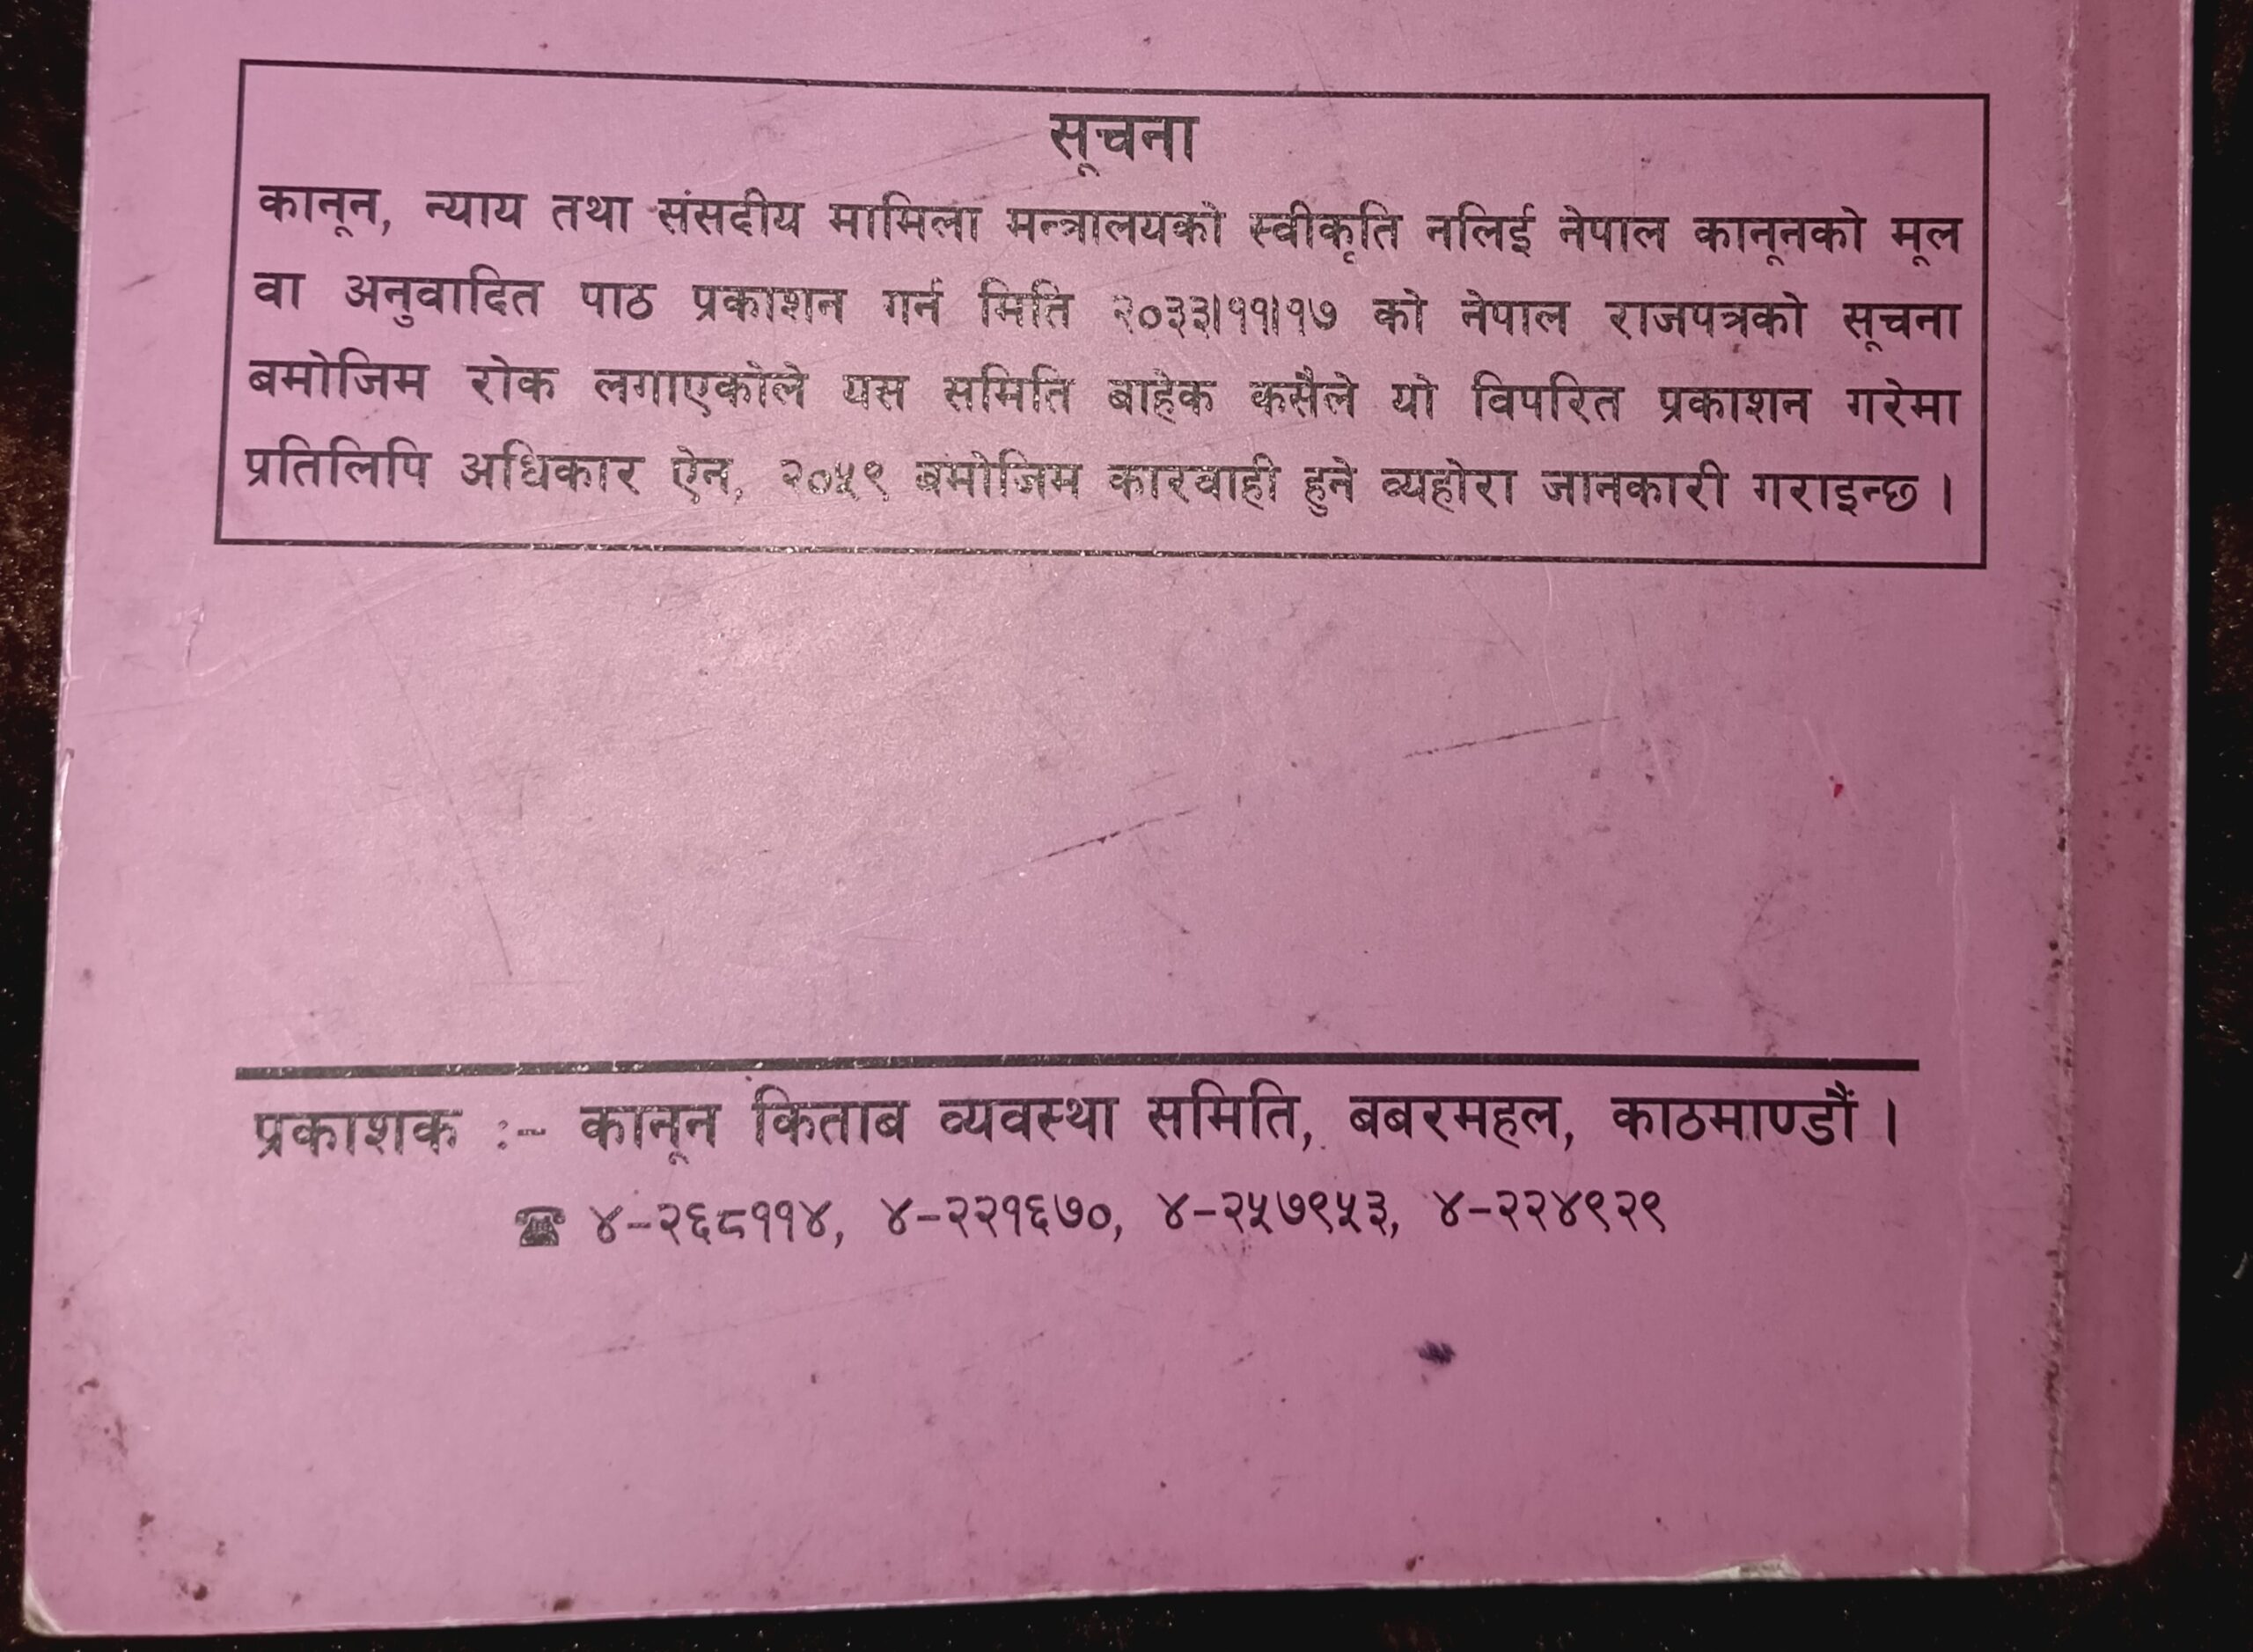 सूचना
कानून, न्याय तथा संसदीय मामिला मन्त्रालयको स्वीकृति नलिई नेपाल कानूनको मूल
वा अनुवादित पाठ प्रकाशन गर्न मिति २०३३।११।१७ को नेपाल राजपत्रको सूचना
बमोजिम रोक लगाएकोले यस समिति बाहेक कसैले यो विपरित प्रकाशन गरेमा
प्रतिलिपि अधिकार ऐन, २०५९ बमोजिम कारवाही हुने व्यहोरा जानकारी गराइन्छ ।
प्रकाशक :- कानून किताब व्यवस्था समिति, बबरमहल, काठमाण्डौं ।
☎ ४-२६८११४, ४-२२१६७०, ४-२५७९५३, ४-२२४९२९